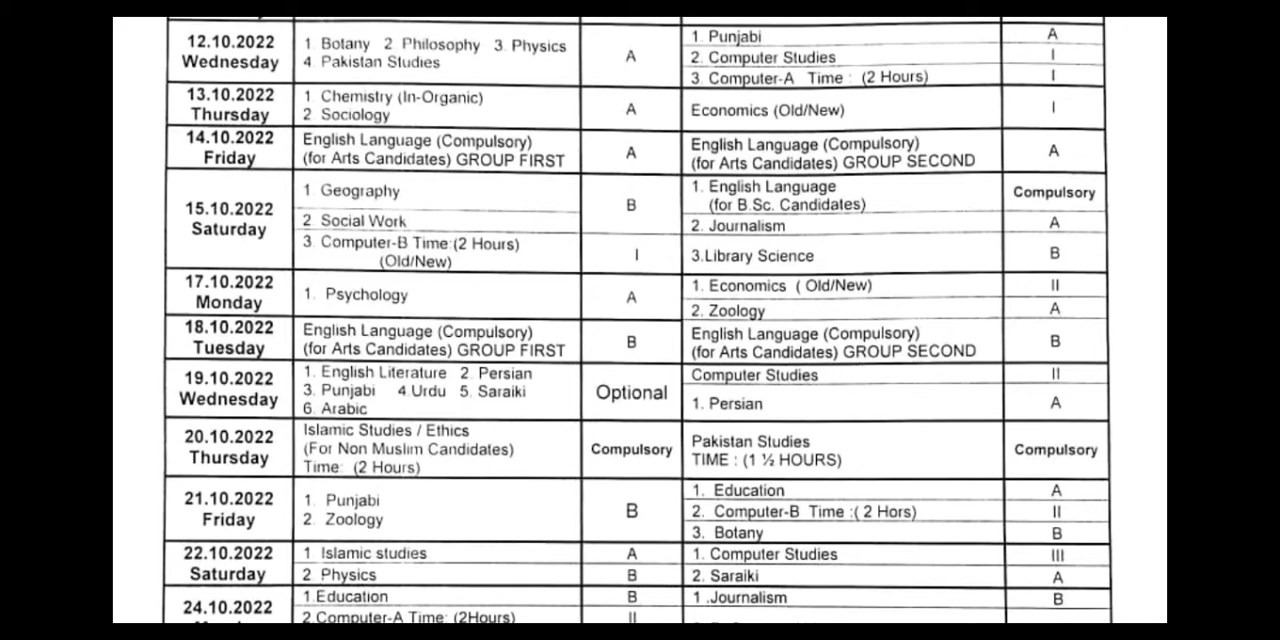 12.10.2022
Wednesday
1. Botany 2 Philosophy 3. Physics
4. Pakistan Studies
A
1. Punjabi
A
2. Computer Studies
I
3. Computer-A Time : (2 Hours)
I
13.10.2022
Thursday
1 Chemistry (In-Organic)
2 Sociology
A
Economics (Old/New)
I
14.10.2022
Friday
English Language (Compulsory)
(for Arts Candidates) GROUP FIRST
A
English Language (Compulsory)
(for Arts Candidates) GROUP SECOND
A
15.10.2022
Saturday
1. Geography
2 Social Work
B
3. Computer-B Time:(2 Hours)
(Old/New)
I
1. English Language
(for B.Sc. Candidates)
Compulsory
2. Journalism
A
3.Library Science
B
17.10.2022
Monday
1. Psychology
A
1. Economics ( Old/New)
II
2. Zoology
A
18.10.2022
Tuesday
English Language (Compulsory)
(for Arts Candidates) GROUP FIRST
B
English Language (Compulsory)
(for Arts Candidates) GROUP SECOND
B
19.10.2022
Wednesday
1. English Literature 2. Persian
3. Punjabi 4.Urdu 5. Saraiki
6. Arabic
Optional
Computer Studies
II
1. Persian
A
20.10.2022
Thursday
Islamic Studies / Ethics
(For Non Muslim Candidates)
Time: (2 Hours)
Compulsory
Pakistan Studies
TIME : (1 ½ HOURS)
Compulsory
21.10.2022
Friday
1. Punjabi
2. Zoology
B
1. Education
A
2. Computer-B Time :( 2 Hors)
II
3. Botany
B
22.10.2022
Saturday
1 Islamic studies
A
2 Physics
B
1. Computer Studies
III
2. Saraiki
A
24.10.2022
1.Education
B
2.Computer-A Time: (2Hours)
II
1.Journalism
B